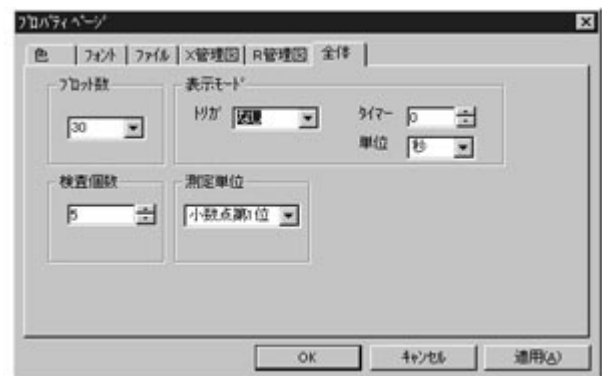 プロパティ ページ
色 フォント ファイル X管理図 R管理図 全体
プロット数
30
表示モード
トリガ なし
タイマー 0
単位 秒
検査個数
5
測定単位
小数点第1位
OK キャンセル 適用(A)